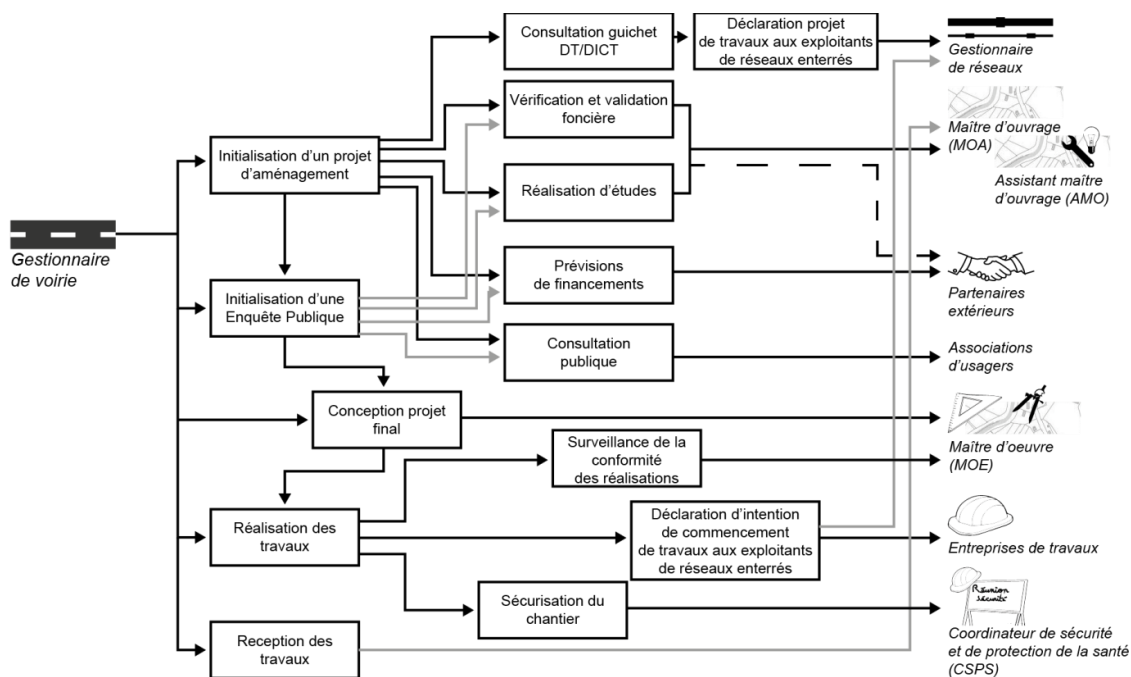 Consultation guichet
DT/DICT
Déclaration projet
de travaux aux exploitants
de réseaux enterrés
Gestionnaire
de réseaux
Vérification et validation
foncière
Maître d'ouvrage
(MOA)
Initialisation d'un projet
d'aménagement
Réalisation d'études
Assistant maître
d'ouvrage (AMO)
Gestionnaire
de voirie
Prévisions
de financements
Partenaires
extérieurs
Initialisation d'une
Enquête Publique
Consultation
publique
Associations
d'usagers
Conception projet
final
Maître d'oeuvre
(MOE)
Surveillance de la
conformité
des réalisations
Réalisation des
travaux
Déclaration d'intention
de commencement
de travaux aux exploitants
de réseaux enterrés
Entreprises de travaux
Sécurisation du
chantier
Réunion
sécurité
Coordinateur de sécurité
et de protection de la santé
(CSPS)
Reception des
travaux